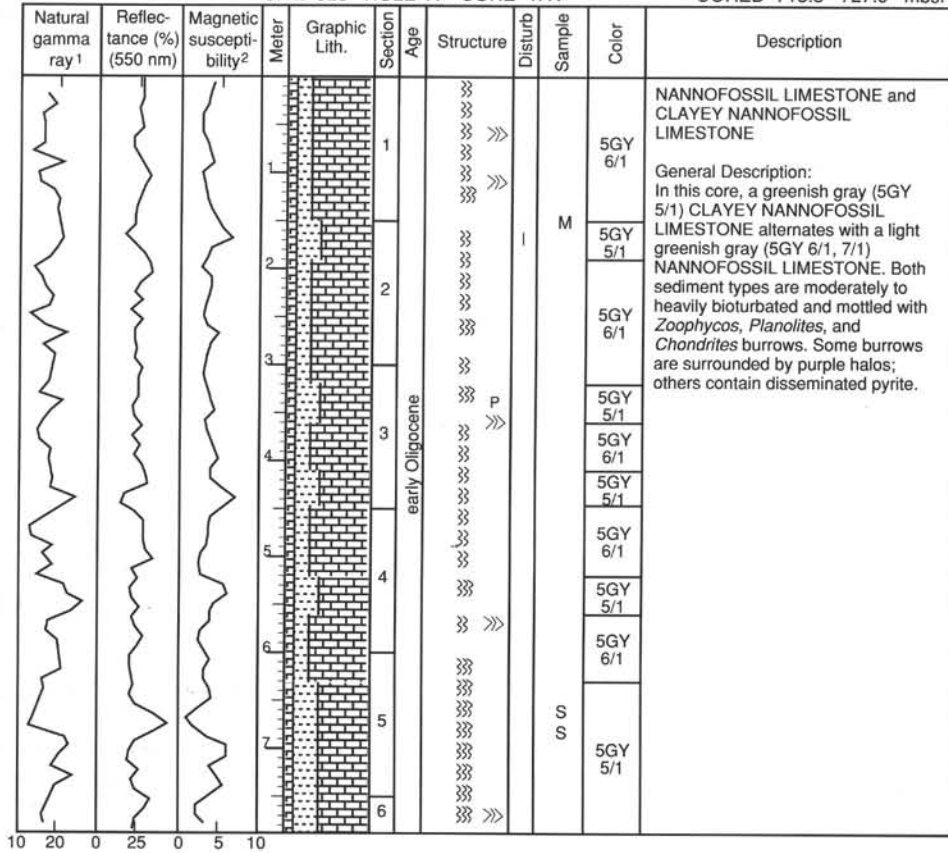 Natural gamma ray 1
Reflec- tance (%) (550 nm)
Magnetic suscepti- bility2
Meter
Graphic Lith.
Section
Age
Structure
Disturb
Sample
Color
Description
1
2
3
4
5
6
7
1
2
3
4
5
6
early Oligocene
P
I
M
S
S
5GY 6/1
5GY 5/1
5GY 6/1
5GY 5/1
5GY 6/1
5GY 5/1
5GY 6/1
5GY 5/1
5GY 6/1
5GY 5/1
NANNOFOSSIL LIMESTONE and
CLAYEY NANNOFOSSIL
LIMESTONE
General Description:
In this core, a greenish gray (5GY
5/1) CLAYEY NANNOFOSSIL
LIMESTONE alternates with a light
greenish gray (5GY 6/1, 7/1)
NANNOFOSSIL LIMESTONE. Both
sediment types are moderately to
heavily bioturbated and mottled with
Zoophycos, Planolites, and
Chondrites burrows. Some burrows
are surrounded by purple halos;
others contain disseminated pyrite.
10 20 0 25 0 5 10